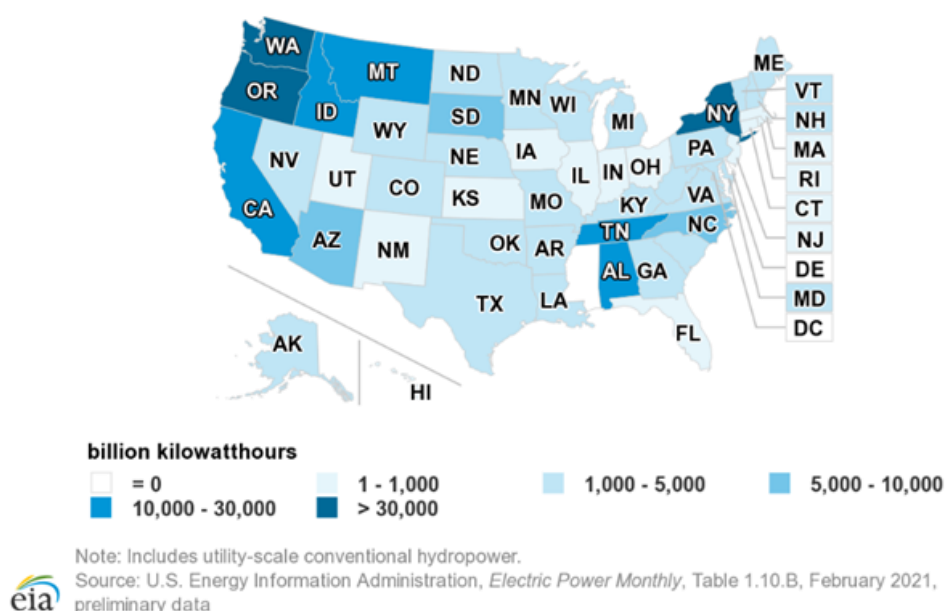 WA
MT
ND
ME
OR
ID
SD
MN
WI
MI
NY
VT
NH
WY
MA
NV
NE
IA
PA
RI
UT
CO
IL
IN
OH
CT
CA
KS
MO
KY
VA
NJ
AZ
NM
OK
AR
TN
NC
DE
AL
GA
MD
TX
LA
DC
FL
AK
HI
billion kilowatthours
= 0
1 - 1,000
1,000 - 5,000
5,000 - 10,000
10,000 - 30,000
> 30,000
Note: Includes utility-scale conventional hydropower.
Source: U.S. Energy Information Administration, Electric Power Monthly, Table 1.10.B, February 2021,
preliminary data
eia